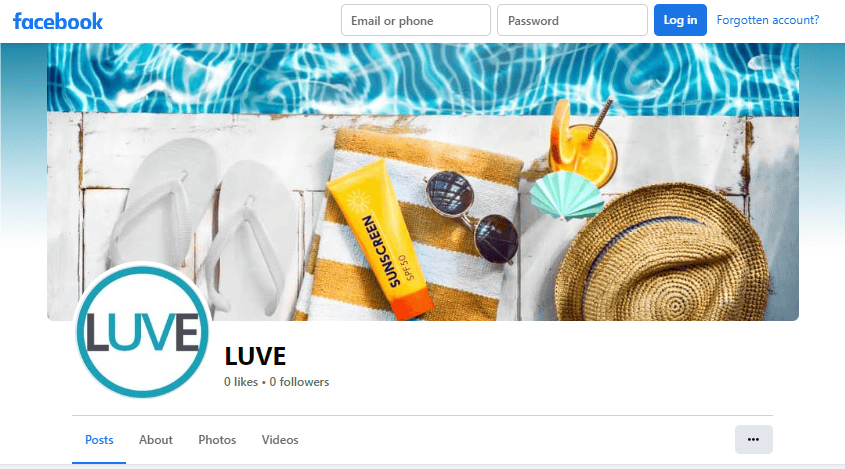 facebook
Email or phone
Password
Log in
Forgotten account?
SUNSCREEN
SPF 50
LUVE
LUVE
0 likes • 0 followers
Posts
About
Photos
Videos